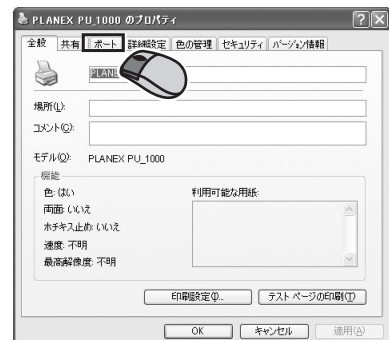 PLANEX PU_1000 のプロパティ
全般 共有 ポート 詳細設定 色の管理 セキュリティ バージョン情報
PLANE
場所(L):
コメント(C):
モデル(O): PLANEX PU_1000
機能
色: はい
両面: いいえ
ホチキス止め: いいえ
速度: 不明
最高解像度: 不明
利用可能な用紙:
印刷設定(I)... テスト ページの印刷(T)
OK キャンセル 適用(A)